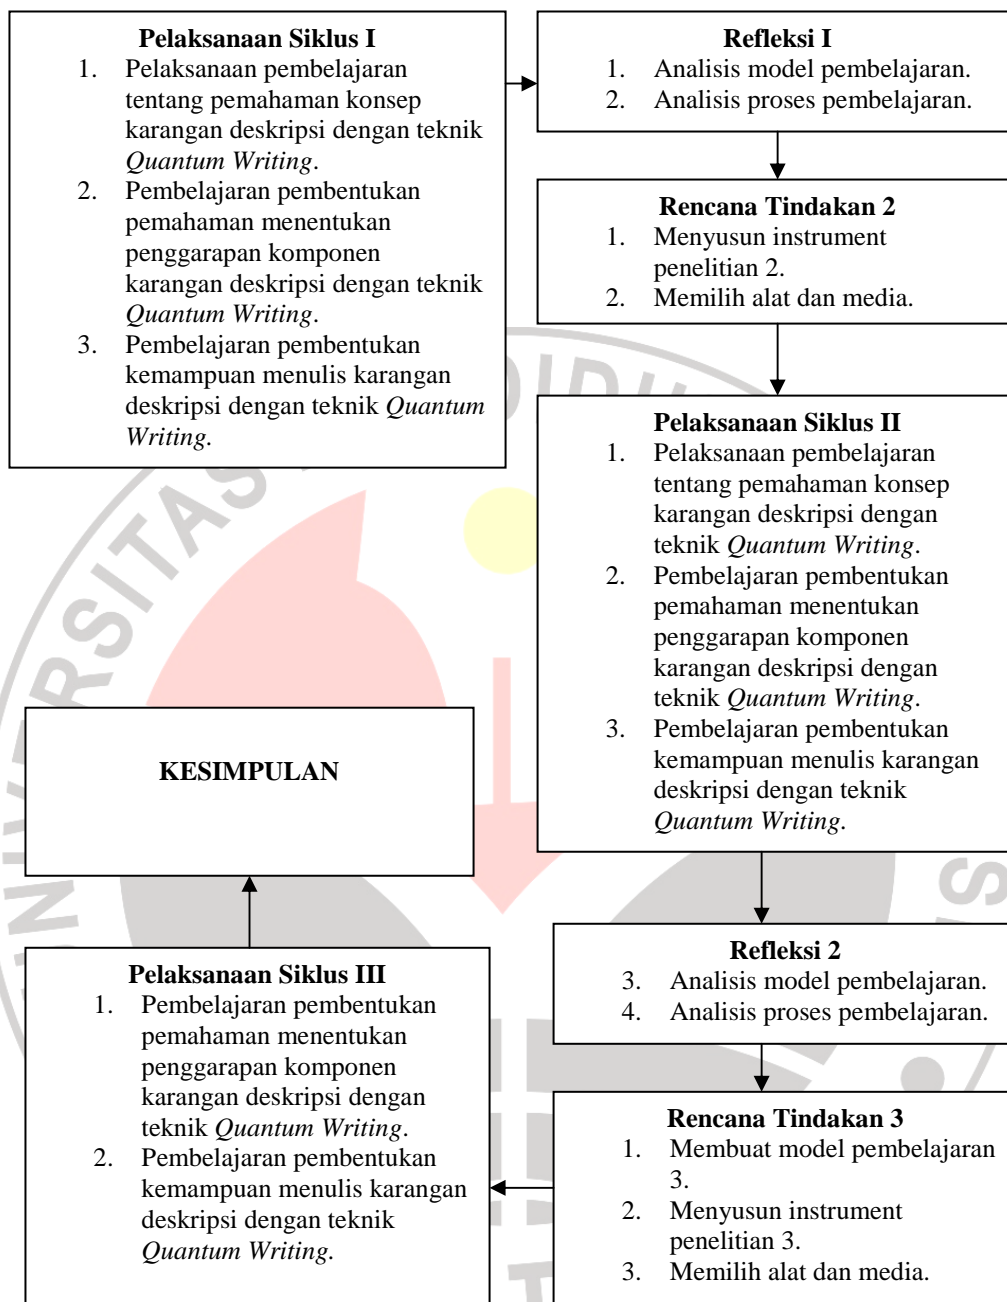 Pelaksanaan Siklus I
1. Pelaksanaan pembelajaran
tentang pemahaman konsep
karangan deskripsi dengan teknik
Quantum Writing.
2. Pembelajaran pembentukan
pemahaman menentukan
penggarapan komponen
karangan deskripsi dengan teknik
Quantum Writing.
3. Pembelajaran pembentukan
kemampuan menulis karangan
deskripsi dengan teknik Quantum
Writing.
Refleksi I
1. Analisis model pembelajaran.
2. Analisis proses pembelajaran.
Rencana Tindakan 2
1. Menyusun instrument
penelitian 2.
2. Memilih alat dan media.
Pelaksanaan Siklus II
1. Pelaksanaan pembelajaran
tentang pemahaman konsep
karangan deskripsi dengan
teknik Quantum Writing.
2. Pembelajaran pembentukan
pemahaman menentukan
penggarapan komponen
karangan deskripsi dengan
teknik Quantum Writing.
3. Pembelajaran pembentukan
kemampuan menulis karangan
deskripsi dengan teknik
Quantum Writing.
Refleksi 2
3. Analisis model pembelajaran.
4. Analisis proses pembelajaran.
Rencana Tindakan 3
1. Membuat model pembelajaran
3.
2. Menyusun instrument
penelitian 3.
3. Memilih alat dan media.
Pelaksanaan Siklus III
1. Pembelajaran pembentukan
pemahaman menentukan
penggarapan komponen
karangan deskripsi dengan
teknik Quantum Writing.
2. Pembelajaran pembentukan
kemampuan menulis karangan
deskripsi dengan teknik
Quantum Writing.
KESIMPULAN
UNIVERSITAS